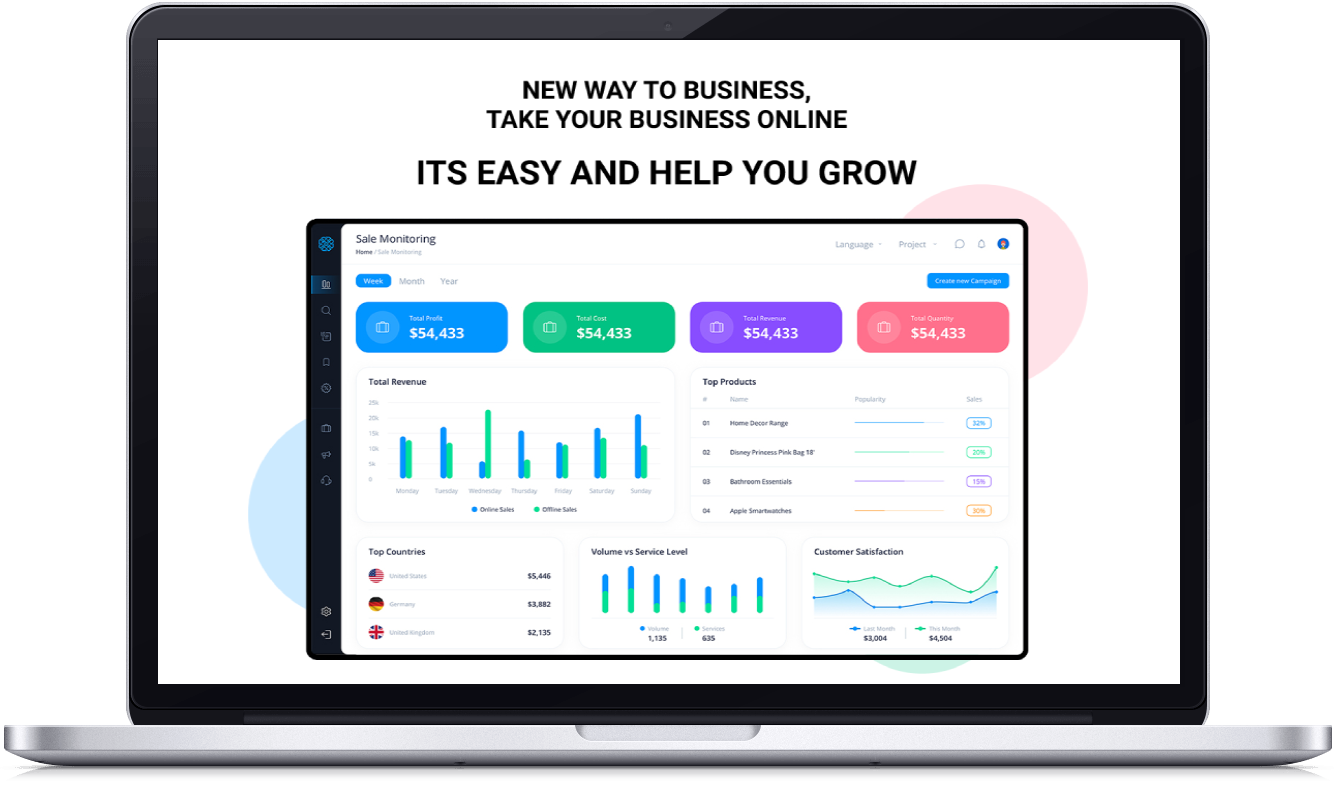 NEW WAY TO BUSINESS,
TAKE YOUR BUSINESS ONLINE
ITS EASY AND HELP YOU GROW
Sale Monitoring
Home / Sale Monitoring
Language
Project
Week Month Year
Create new Campaign
Total Profit
$54,433
Total Cost
$54,433
Total Revenue
$54,433
Total Quantity
$54,433
Total Revenue
25k
20k
15k
10k
5k
0
Monday Tuesday Wednesday Thursday Friday Saturday Sunday
Online Sales Offline Sales
Top Products
# Name Popularity Sales
01 Home Decor Range 32%
02 Disney Princess Pink Bag 18' 20%
03 Bathroom Essentials 15%
04 Apple Smartwatches 30%
Top Countries
United States $5,446
Germany $3,882
United Kingdom $2,135
Volume vs Service Level
Volume Services
1,135 635
Customer Satisfaction
Last Month This Month
$3,004 $4,504